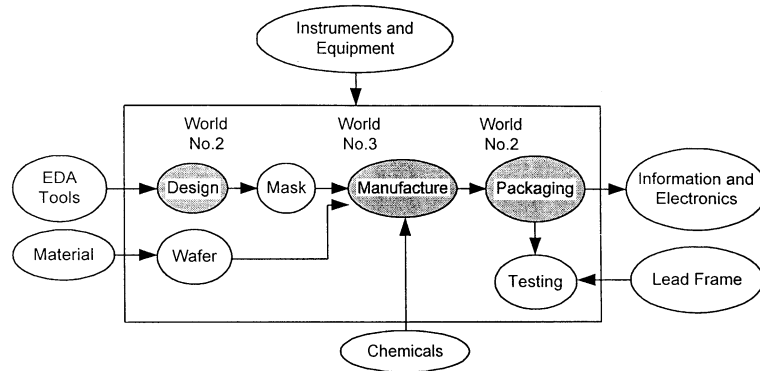 Instruments and
Equipment
World
No.2
World
No.3
World
No.2
EDA
Tools
Design
Mask
Manufacture
Packaging
Information and
Electronics
Material
Wafer
Testing
Lead Frame
Chemicals